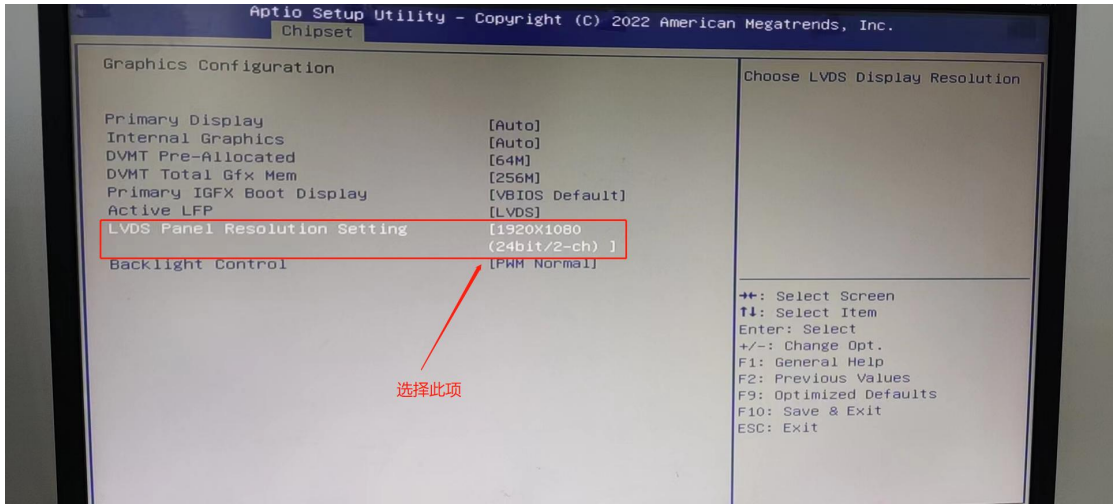 Aptio Setup Utility – Copyright (C) 2022 American Megatrends, Inc.
Chipset
Graphics Configuration
Primary Display [Auto]
Internal Graphics [Auto]
DVMT Pre-Allocated [64M]
DVMT Total Gfx Mem [256M]
Primary IGFX Boot Display [VBIOS Default]
Active LFP [LVDS]
LVDS Panel Resolution Setting [1920X1080
(24bit/2-ch) ]
Backlight Control [PWM Normal]
选择此项
Choose LVDS Display Resolution
→←: Select Screen
↑↓: Select Item
Enter: Select
+/-: Change Opt.
F1: General Help
F2: Previous Values
F9: Optimized Defaults
F10: Save & Exit
ESC: Exit